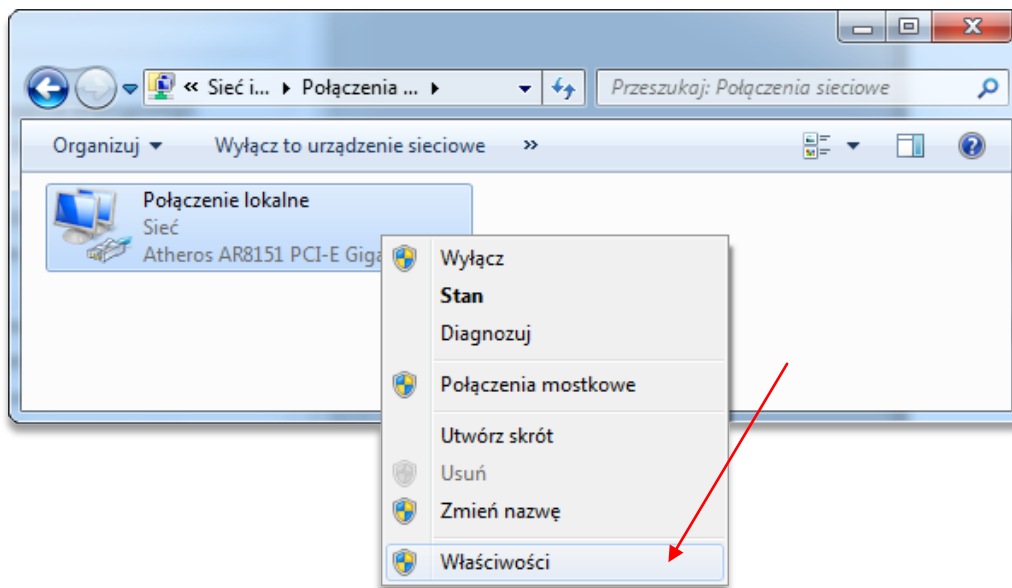 « Sieć i... Połączenia ...
Przeszukaj: Połączenia sieciowe
Organizuj
Wyłącz to urządzenie sieciowe
»
Połączenie lokalne
Sieć
Atheros AR8151 PCI-E Giga
Wyłącz
Stan
Diagnozuj
Połączenia mostkowe
Utwórz skrót
Usuń
Zmień nazwę
Właściwości